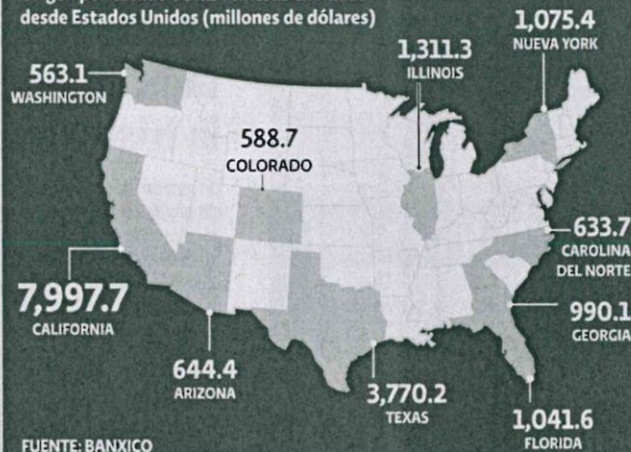 desde Estados Unidos (millones de dólares)
1,075.4
NUEVA YORK
1,311.3
ILLINOIS
563.1
WASHINGTON
588.7
COLORADO
633.7
CAROLINA
DEL NORTE
7,997.7
CALIFORNIA
990.1
GEORGIA
644.4
ARIZONA
3,770.2
TEXAS
1,041.6
FLORIDA
FUENTE: BANXICO